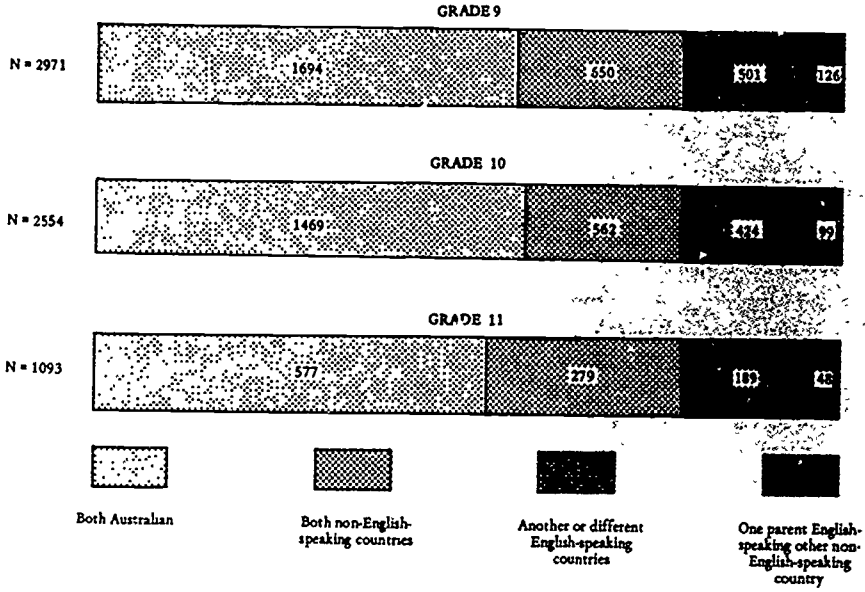 GRADE 9
N = 2971
1694
650
501
126
GRADE 10
N = 2554
1469
562
424
99
GRADE 11
N = 1093
577
279
189
48
Both Australian
Both non-English-
speaking countries
Another or different
English-speaking
countries
One parent English-
speaking other non-
English-speaking
country